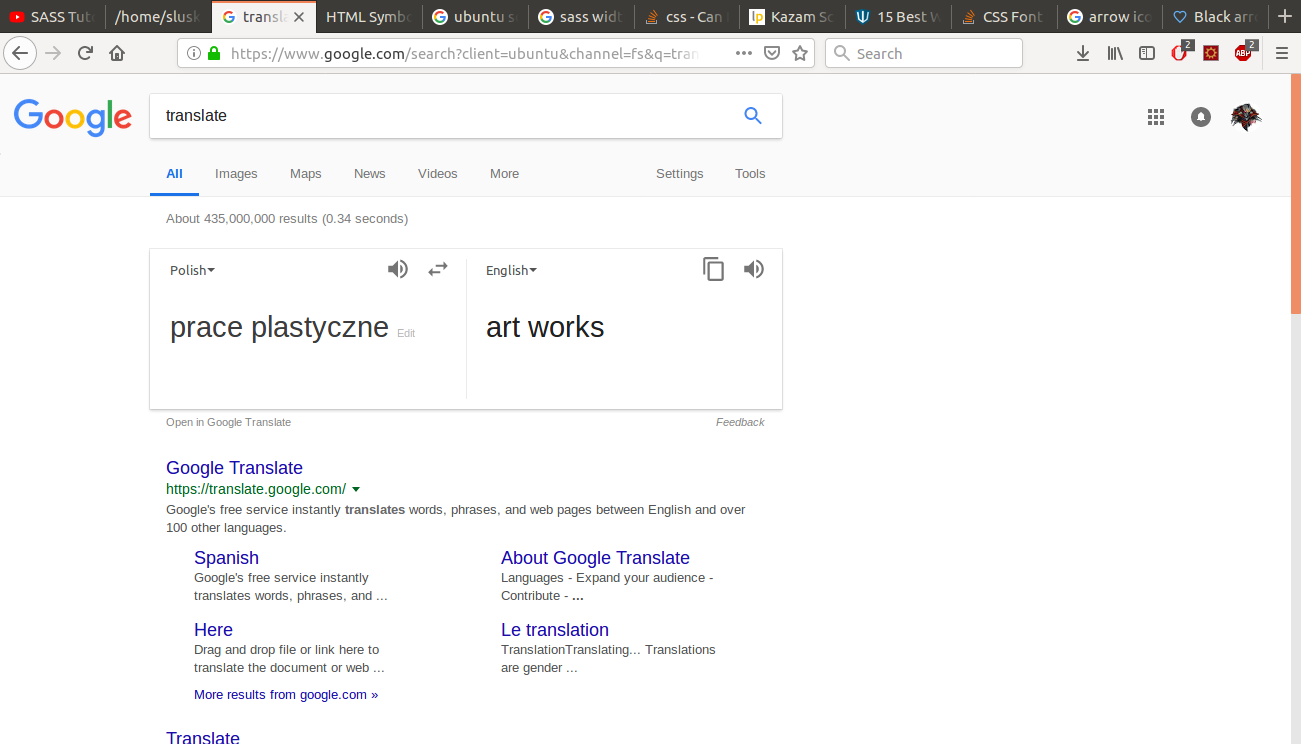 SASS Tuto /home/slusk transla HTML Symbo ubuntu s sass widt css - Can Kazam Sc 15 Best W CSS Font arrow ico Black arr
https://www.google.com/search?client=ubuntu&channel=fs&q=tran Search 2 ABP 2
Google translate
All Images Maps News Videos More Settings Tools
About 435,000,000 results (0.34 seconds)
Polish English
prace plastyczne Edit art works
Open in Google Translate Feedback
Google Translate
https://translate.google.com/
Google's free service instantly translates words, phrases, and web pages between English and over
100 other languages.
Spanish
Google's free service instantly
translates words, phrases, and ...
About Google Translate
Languages - Expand your audience -
Contribute - ...
Here
Drag and drop file or link here to
translate the document or web ...
Le translation
TranslationTranslating... Translations
are gender ...
More results from google.com »
Translate